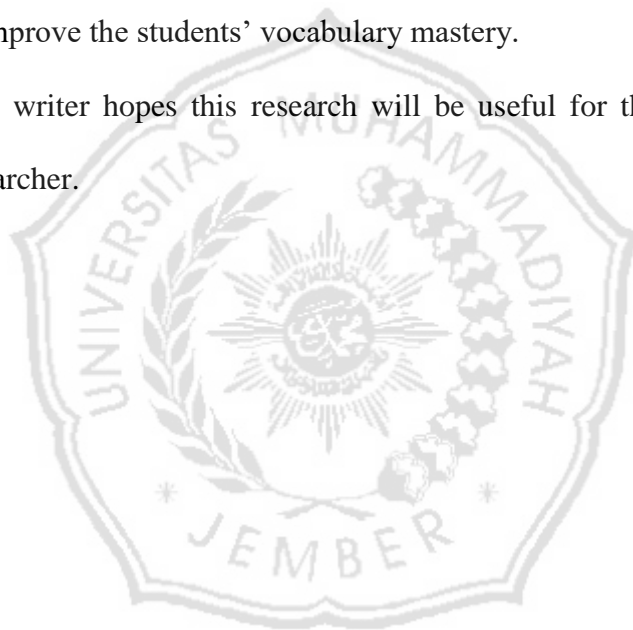 nprove the students’ vocabulary mastery.
writer hopes this research will be useful for th
archer.
UNIVERSITAS MUHAMMADIYAH
JEMBER